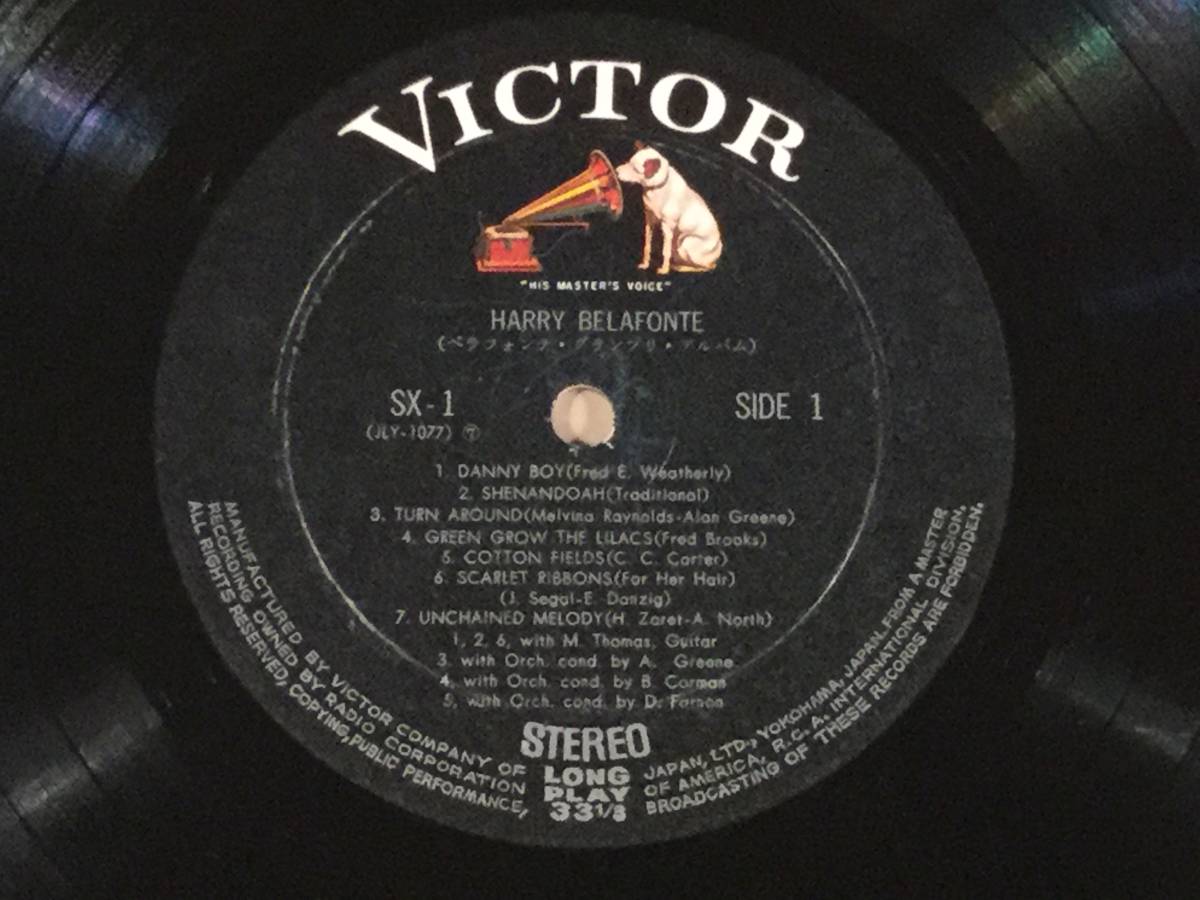 VICTOR
"HIS MASTER'S VOICE"
HARRY BELAFONTE
(ベラフォンテ・グランプリ・アルバム)
SX-1
SIDE 1
(JLY-1077) ⑦
1. DANNY BOY(Fred E. Weatherly)
2. SHENANDOAH(Traditional)
3. TURN AROUND(Melvina Raynolds-Alan Greene)
4. GREEN GROW THE LILACS(Fred Brooks)
5. COTTON FIELDS(C. C. Carter)
6. SCARLET RIBBONS(For Her Hair)
(J. Segal-E. Danzig)
7. UNCHAINED MELODY(H. Zaret-A. North)
1, 2, 6, with M. Thomas, Guitar
3. with Orch. cond. by A. Greene
4, with Orch. cond. by B. Corman
5, with Orch. cond. by D. Farson
STEREO
LONG
PLAY
33 1/3
MANUFACTURED BY VICTOR COMPANY OF JAPAN, LTD., YOKOHAMA, JAPAN, FROM A MASTER
RECORDING OWNED BY RADIO CORPORATION OF AMERICA, R.C.A. INTERNATIONAL DIVISION.
ALL RIGHTS RESERVED, COPYING, PUBLIC PERFORMANCE, BROADCASTING OF THESE RECORDS ARE FORBIDDEN.